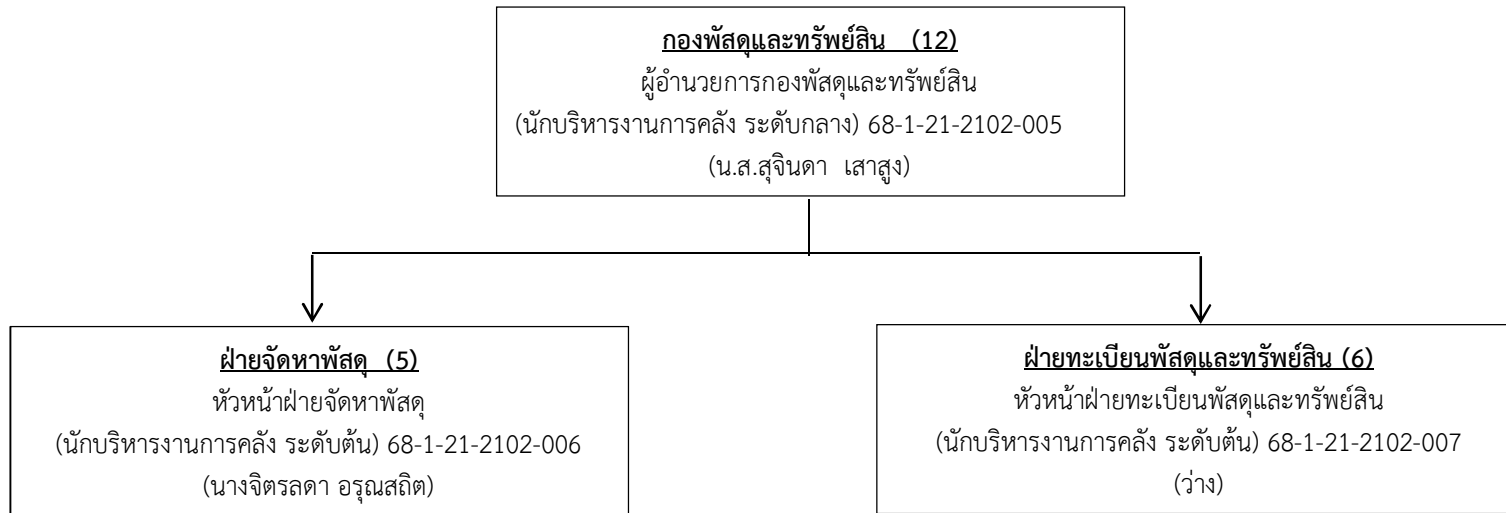 กองพัสดุและทรัพย์สิน (12)
ผู้อำนวยการกองพัสดุและทรัพย์สิน
(นักบริหารงานการคลัง ระดับกลาง) 68-1-21-2102-005
(น.ส.สุจินดา เสาสูง)
ฝ่ายจัดหาพัสดุ (5)
หัวหน้าฝ่ายจัดหาพัสดุ
(นักบริหารงานการคลัง ระดับต้น) 68-1-21-2102-006
(นางจิตรลดา อรุณสถิต)
ฝ่ายทะเบียนพัสดุและทรัพย์สิน (6)
หัวหน้าฝ่ายทะเบียนพัสดุและทรัพย์สิน
(นักบริหารงานการคลัง ระดับต้น) 68-1-21-2102-007
(ว่าง)